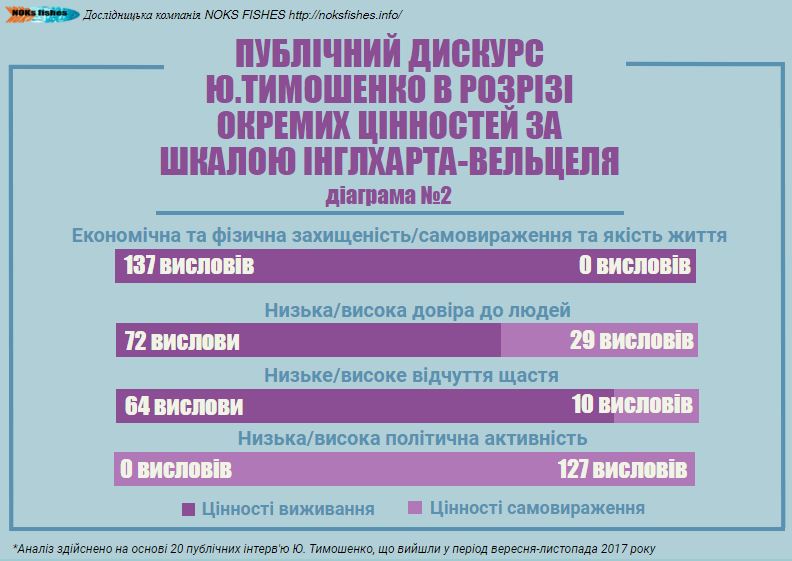 NOKs fishes
Дослідницька компанія NOKS FISHES http://noksfishes.info/
ПУБЛІЧНИЙ ДИСКУРС
Ю.ТИМОШЕНКО В РОЗРІЗІ
ОКРЕМИХ ЦІННОСТЕЙ ЗА
ШКАЛОЮ ІНГЛХАРТА-ВЕЛЬЦЕЛЯ
діаграма №2
Економічна та фізична захищеність/самовираження та якість життя
137 висловів 0 висловів
Низька/висока довіра до людей
72 вислови 29 висловів
Низьке/високе відчуття щастя
64 вислови 10 висловів
Низька/висока політична активність
0 висловів 127 висловів
Цінності виживання Цінності самовираження
*Аналіз здійснено на основі 20 публічних інтерв'ю Ю. Тимошенко, що вийшли у період вересня-листопада 2017 року